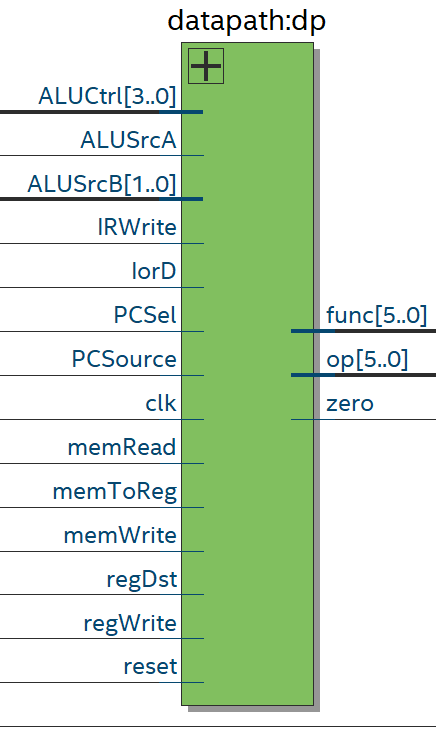 datapath:dp
ALUCtrl[3..0]
ALUSrcA
ALUSrcB[1..0]
IRWrite
IorD
PCSel
PCSource
clk
memRead
memToReg
memWrite
regDst
regWrite
reset
func[5..0]
op[5..0]
zero